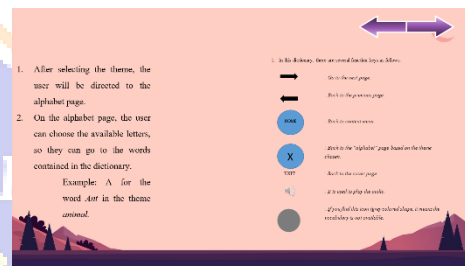 1. After selecting the theme, the
user will be directed to the
alphabet page.
2. On the alphabet page, the user
can choose the available letters,
so they can go to the words
contained in the dictionary.
Example: A for the
word Ant in the theme
animal.
In this dictionary, there are several function keys as follows.
: Go to the next page
: Back to the previous page
HOME
: Back to
X
: Back to the "alphabet" page based on the theme
chosen.
EXIT
: Back to the cover page
: It is used to play the audio.
: If you find this icon/grey-colored shape, it means the
vocabulary is not available.